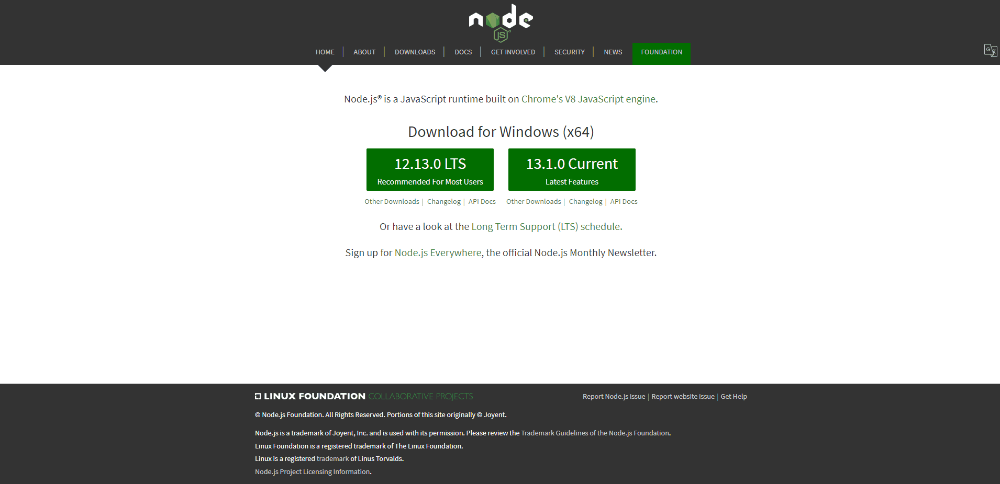 node
JS
HOME | ABOUT | DOWNLOADS | DOCS | GET INVOLVED | SECURITY | NEWS FOUNDATION
Node.js® is a JavaScript runtime built on Chrome's V8 JavaScript engine.
Download for Windows (x64)
12.13.0 LTS
Recommended For Most Users
13.1.0 Current
Latest Features
Other Downloads | Changelog | API Docs
Other Downloads | Changelog | API Docs
Or have a look at the Long Term Support (LTS) schedule.
Sign up for Node.js Everywhere, the official Node.js Monthly Newsletter.
LINUX FOUNDATION COLLABORATIVE PROJECTS
Report Node.js issue | Report website issue | Get Help
© Node.js Foundation. All Rights Reserved. Portions of this site originally © Joyent.
Node.js is a trademark of Joyent, Inc. and is used with its permission. Please review the Trademark Guidelines of the Node.js Foundation.
Linux Foundation is a registered trademark of The Linux Foundation.
Linux is a registered trademark of Linus Torvalds.
Node.js Project Licensing Information.